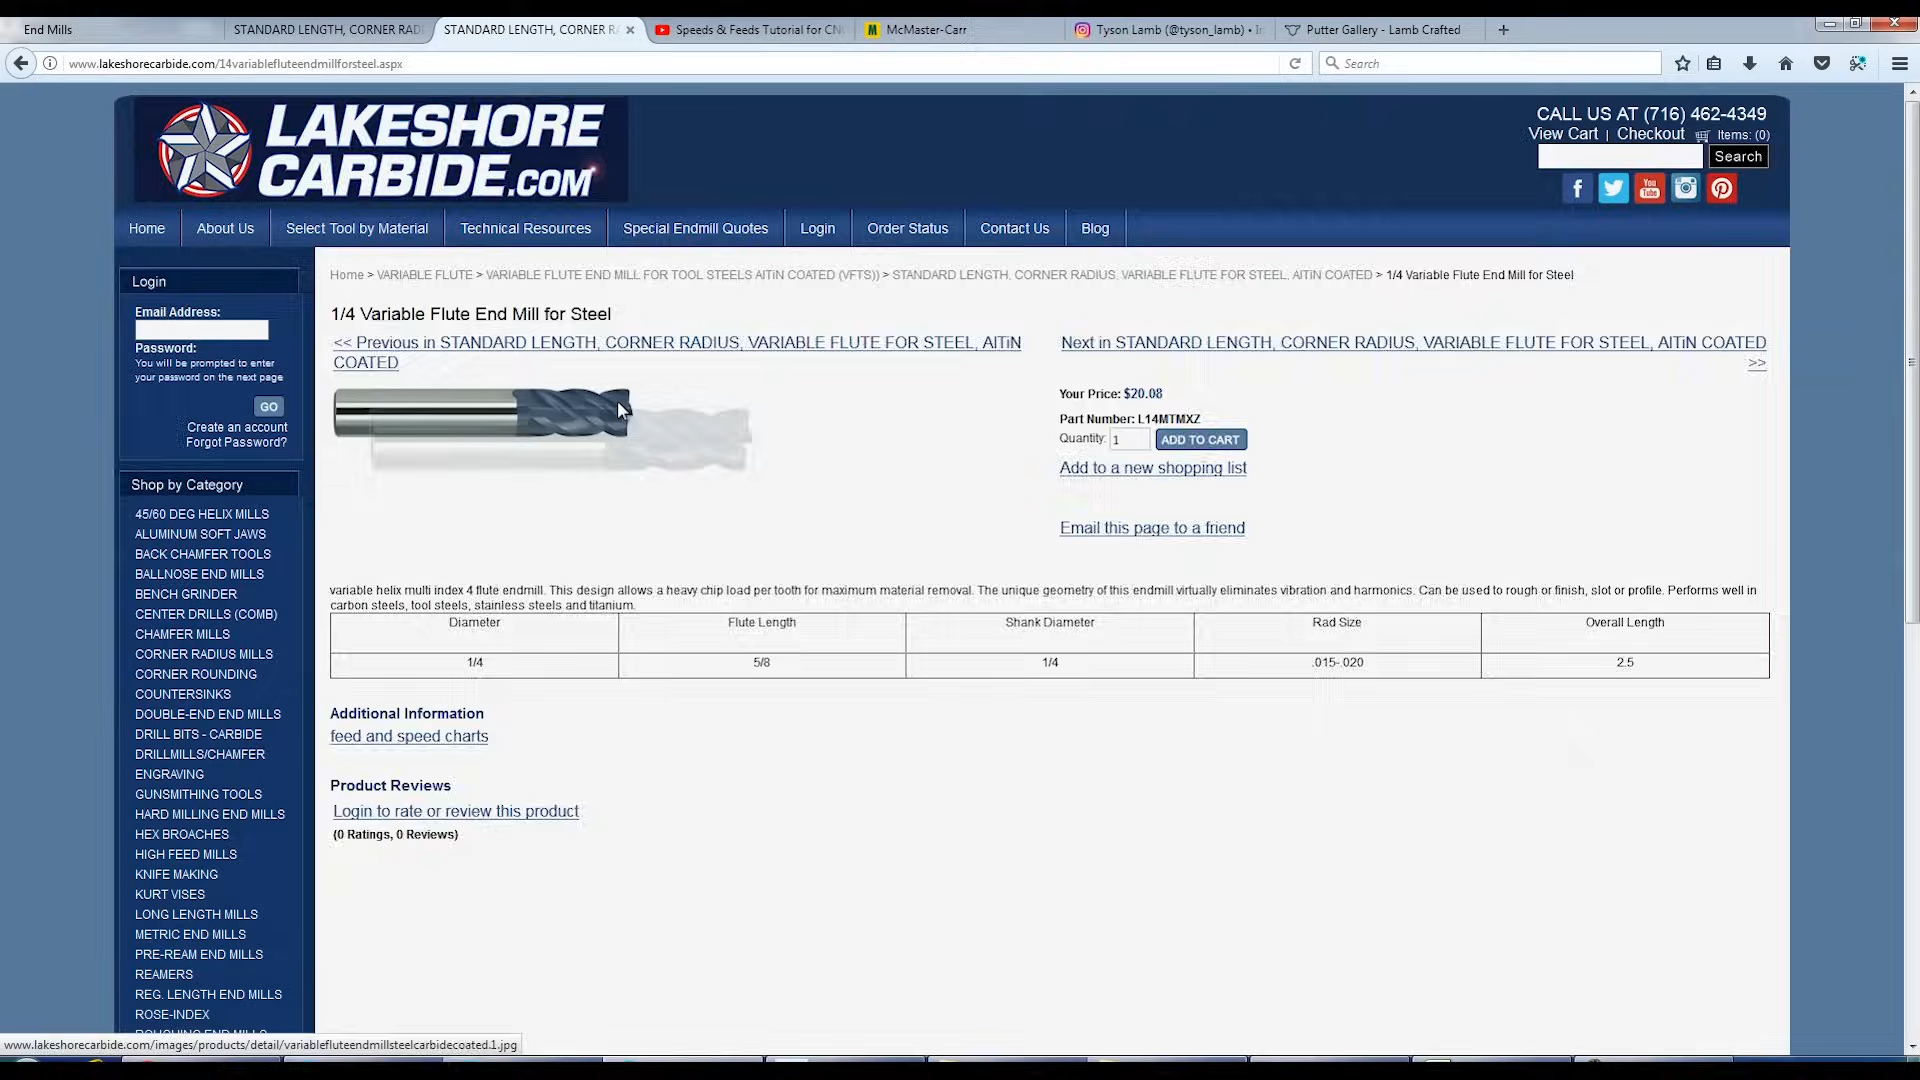 End Mills
STANDARD LENGTH, CORNER RADI
STANDARD LENGTH, CORNER R
Speeds & Feeds Tutorial for CN
McMaster-Carr
Tyson Lamb (@tyson_lamb) • I
Putter Gallery - Lamb Crafted
www.lakeshorecarbide.com/14variablefluteendmillforsteel.aspx
Search
LAKESHORE
CARBIDE.COM
CALL US AT (716) 462-4349
View Cart | Checkout Items: (0)
Search
Home
About Us
Select Tool by Material
Technical Resources
Special Endmill Quotes
Login
Order Status
Contact Us
Blog
Login
Email Address:
Password:
You will be prompted to enter
your password on the next page
GO
Create an account
Forgot Password?
Shop by Category
45/60 DEG HELIX MILLS
ALUMINUM SOFT JAWS
BACK CHAMFER TOOLS
BALLNOSE END MILLS
BENCH GRINDER
CENTER DRILLS (COMB)
CHAMFER MILLS
CORNER RADIUS MILLS
CORNER ROUNDING
COUNTERSINKS
DOUBLE-END END MILLS
DRILL BITS - CARBIDE
DRILLMILLS/CHAMFER
ENGRAVING
GUNSMITHING TOOLS
HARD MILLING END MILLS
HEX BROACHES
HIGH FEED MILLS
KNIFE MAKING
KURT VISES
LONG LENGTH MILLS
METRIC END MILLS
PRE-REAM END MILLS
REAMERS
REG. LENGTH END MILLS
ROSE-INDEX
Home > VARIABLE FLUTE > VARIABLE FLUTE END MILL FOR TOOL STEELS AlTiN COATED (VFTS)) > STANDARD LENGTH, CORNER RADIUS, VARIABLE FLUTE FOR STEEL, AlTiN COATED > 1/4 Variable Flute End Mill for Steel
1/4 Variable Flute End Mill for Steel
<< Previous in STANDARD LENGTH, CORNER RADIUS, VARIABLE FLUTE FOR STEEL, AlTiN
COATED
Next in STANDARD LENGTH, CORNER RADIUS, VARIABLE FLUTE FOR STEEL, AlTiN COATED
>>
Your Price: $20.08
Part Number: L14MTMXZ
Quantity: 1 ADD TO CART
Add to a new shopping list
Email this page to a friend
variable helix multi index 4 flute endmill. This design allows a heavy chip load per tooth for maximum material removal. The unique geometry of this endmill virtually eliminates vibration and harmonics. Can be used to rough or finish, slot or profile. Performs well in
carbon steels, tool steels, stainless steels and titanium.
Diameter Flute Length Shank Diameter Rad Size Overall Length
1/4 5/8 1/4 .015-.020 2.5
Additional Information
feed and speed charts
Product Reviews
Login to rate or review this product
(0 Ratings, 0 Reviews)
www.lakeshorecarbide.com/images/products/detail/variablefluteendmillsteelcarbidecoated.1.jpg